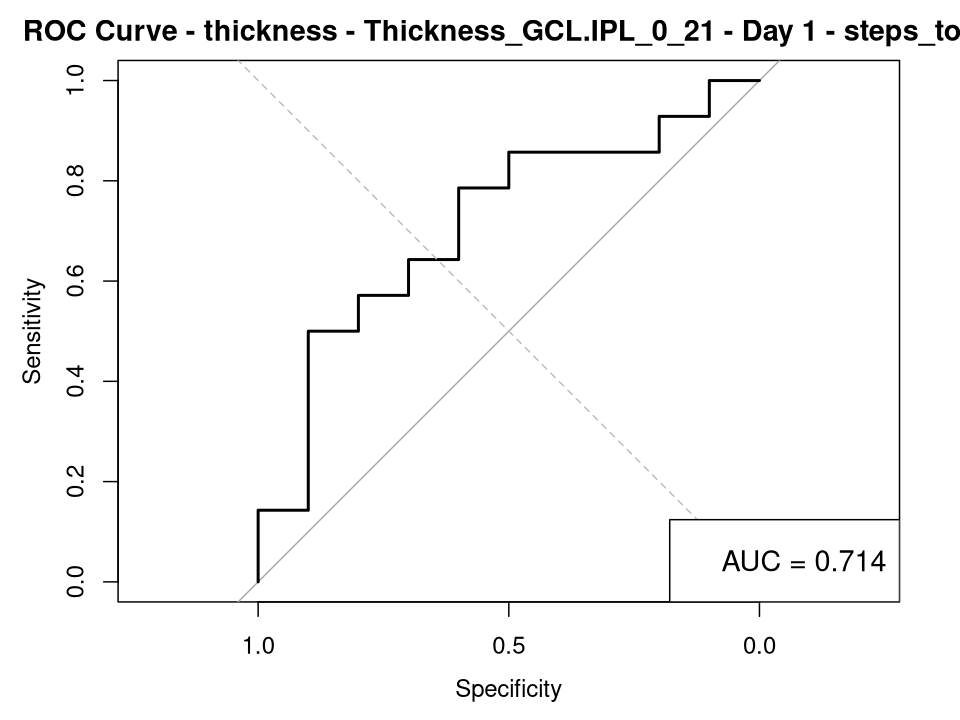 ROC Curve - thickness - Thickness_GCL.IPL_0_21 - Day 1 - steps_to
1.0
0.8
0.6
0.4
0.2
0.0
Sensitivity
AUC = 0.714
1.0 0.5 0.0
Specificity